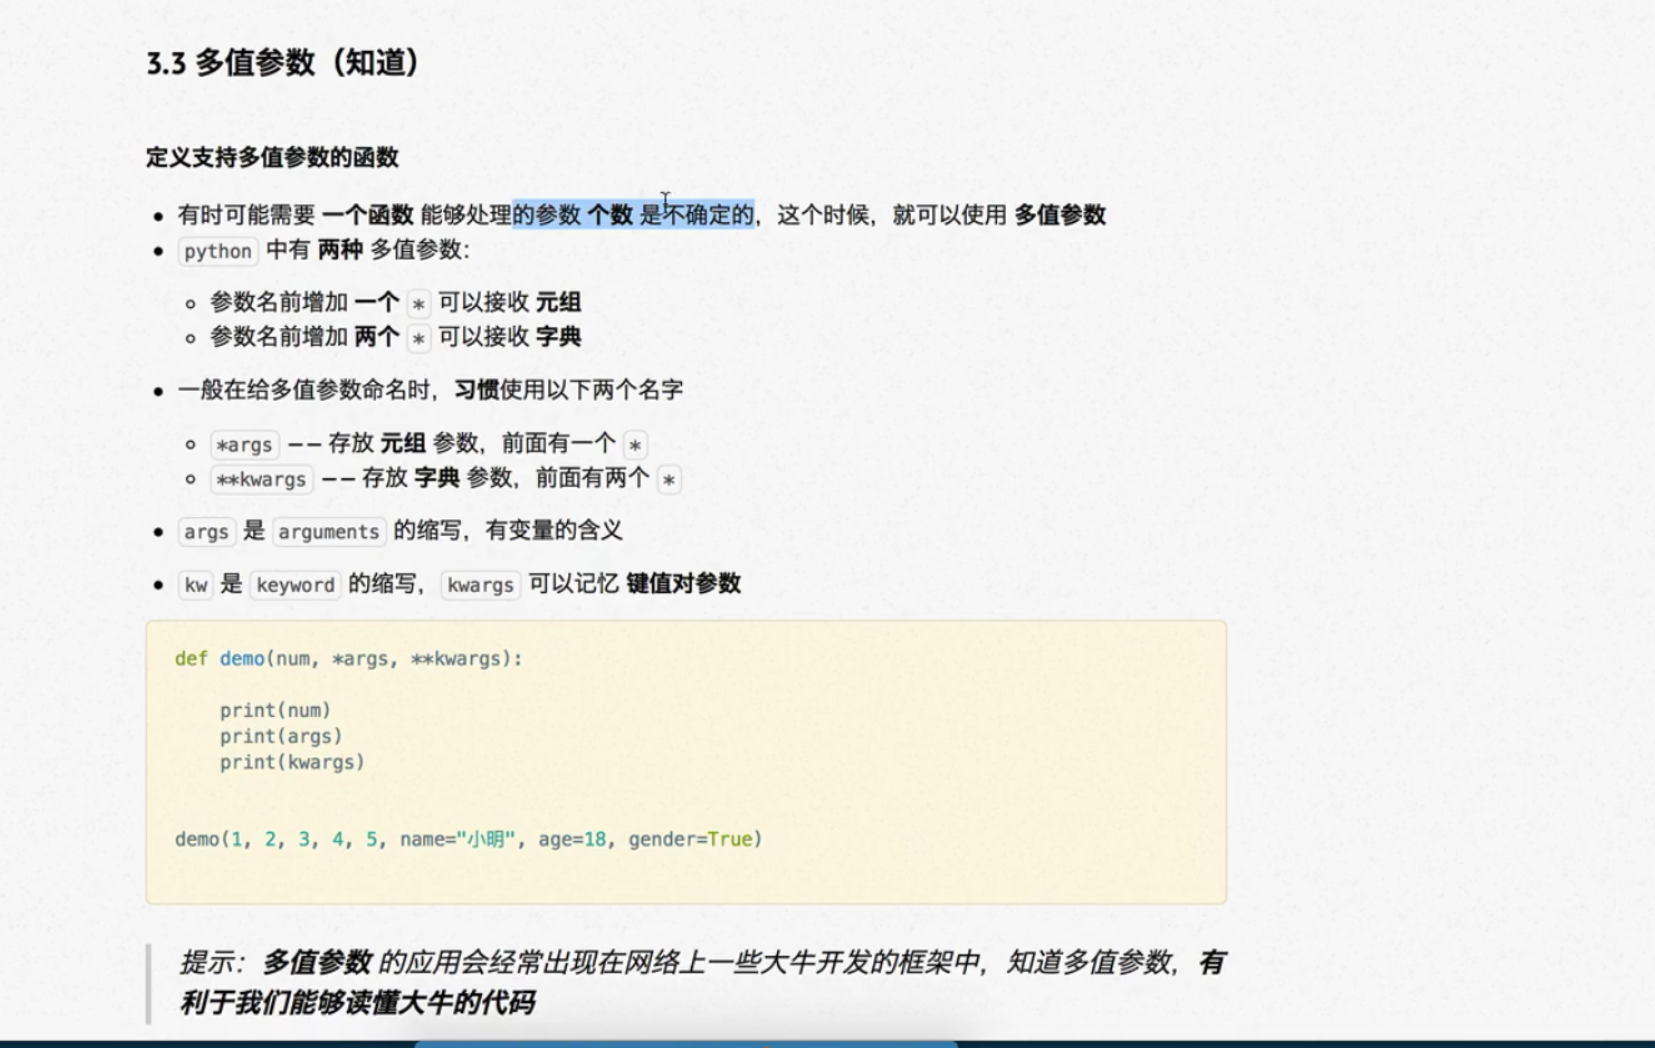 3.3 多值参数（知道）
定义支持多值参数的函数
• 有时可能需要 一个函数 能够处理的参数 个数 是不确定的，这个时候，就可以使用 多值参数
• python 中有 两种 多值参数：
○ 参数名前增加 一个 * 可以接收 元组
○ 参数名前增加 两个 * 可以接收 字典
• 一般在给多值参数命名时，习惯使用以下两个名字
○ *args —— 存放 元组 参数，前面有一个 *
○ **kwargs —— 存放 字典 参数，前面有两个 *
• args 是 arguments 的缩写，有变量的含义
• kw 是 keyword 的缩写， kwargs 可以记忆 键值对参数
def demo(num, *args, **kwargs):
    print(num)
    print(args)
    print(kwargs)
demo(1, 2, 3, 4, 5, name="小明", age=18, gender=True)
提示：多值参数 的应用会经常出现在网络上一些大牛开发的框架中，知道多值参数，有
利于我们能够读懂大牛的代码